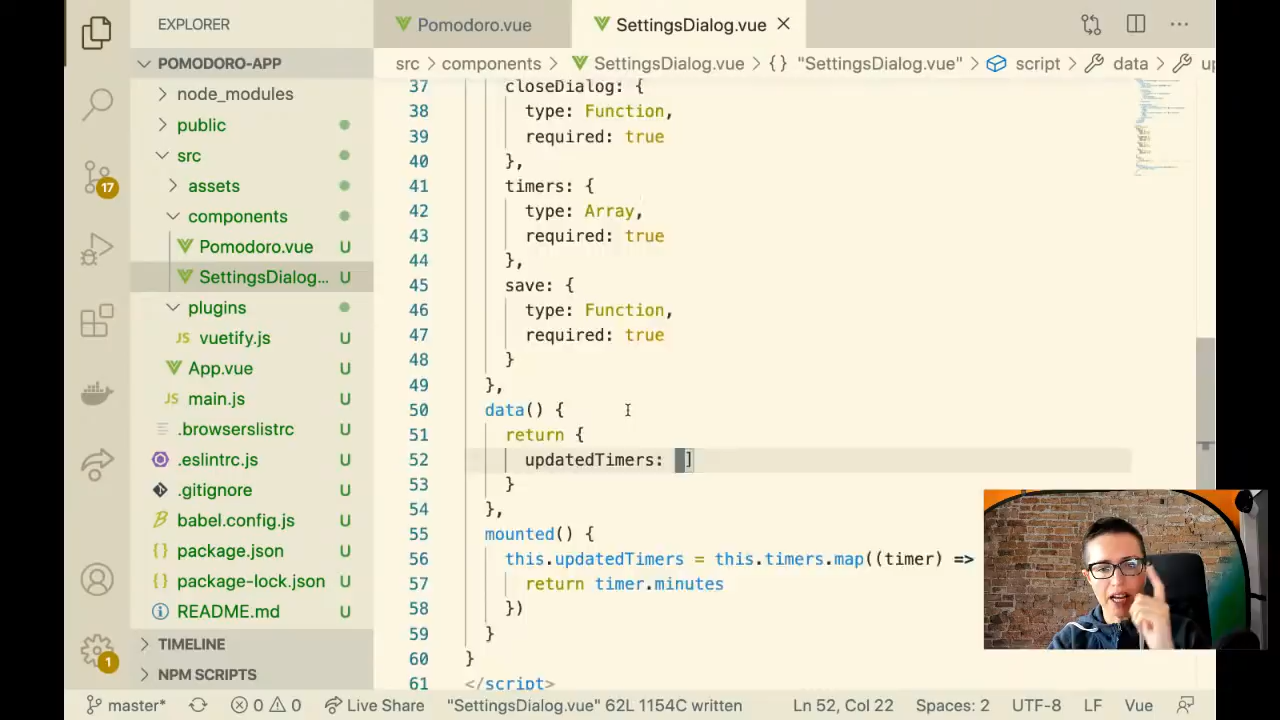 EXPLORER
Pomodoro.vue
SettingsDialog.vue
POMODORO-APP
src > components > SettingsDialog.vue > {} "SettingsDialog.vue" > script > data >
node_modules
public
src
assets
components
Pomodoro.vue U
SettingsDialog... U
plugins
JS vuetify.js U
App.vue U
JS main.js U
.browserslistrc U
.eslintrc.js U
.gitignore U
babel.config.js U
{} package.json U
{} package-lock.json U
README.md U
TIMELINE
NPM SCRIPTS
17
1
37 closeDialog: {
38 type: Function,
39 required: true
40 },
41 timers: {
42 type: Array,
43 required: true
44 },
45 save: {
46 type: Function,
47 required: true
48 }
49 },
50 data() {
51 return {
52 updatedTimers: []
53 }
54 },
55 mounted() {
56 this.updatedTimers = this.timers.map((timer) =>
57 return timer.minutes
58 })
59 }
60 }
61 </script>
master* 0 0 Live Share "SettingsDialog.vue" 62L 1154C written Ln 52, Col 22 Spaces: 2 UTF-8 LF Vue